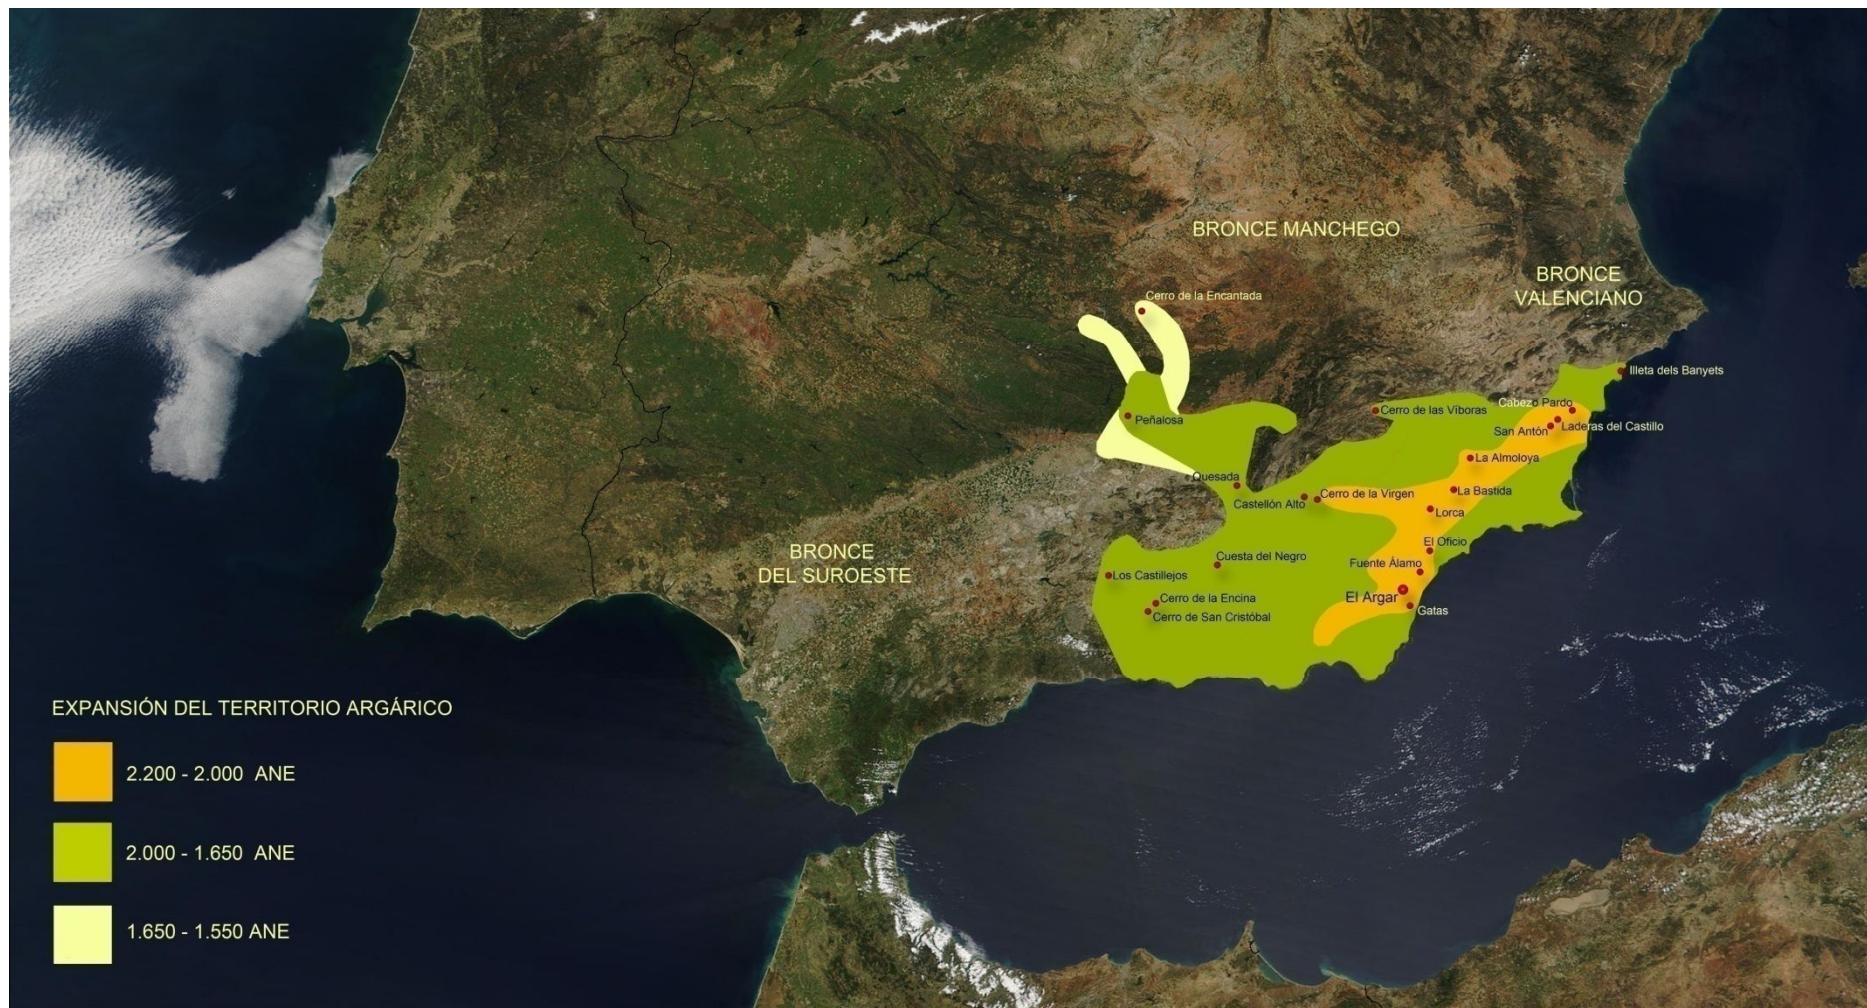 BRONCE MANCHEGO
BRONCE
VALENCIANO
Cerro de la Encantada
Illeta dels Banyets
Cabezo Pardo
Cerro de las Víboras
Peñalosa
Laderas del Castillo
San Antón
La Almoloya
Quesada
La Bastida
Cerro de la Virgen
Castellón Alto
Lorca
El Oficio
BRONCE
DEL SUROESTE
Cuesta del Negro
Fuente Álamo
Los Castillejos
El Argar
Cerro de la Encina
Gatas
Cerro de San Cristóbal
EXPANSIÓN DEL TERRITORIO ARGÁRICO
2.200 - 2.000 ANE
2.000 - 1.650 ANE
1.650 - 1.550 ANE